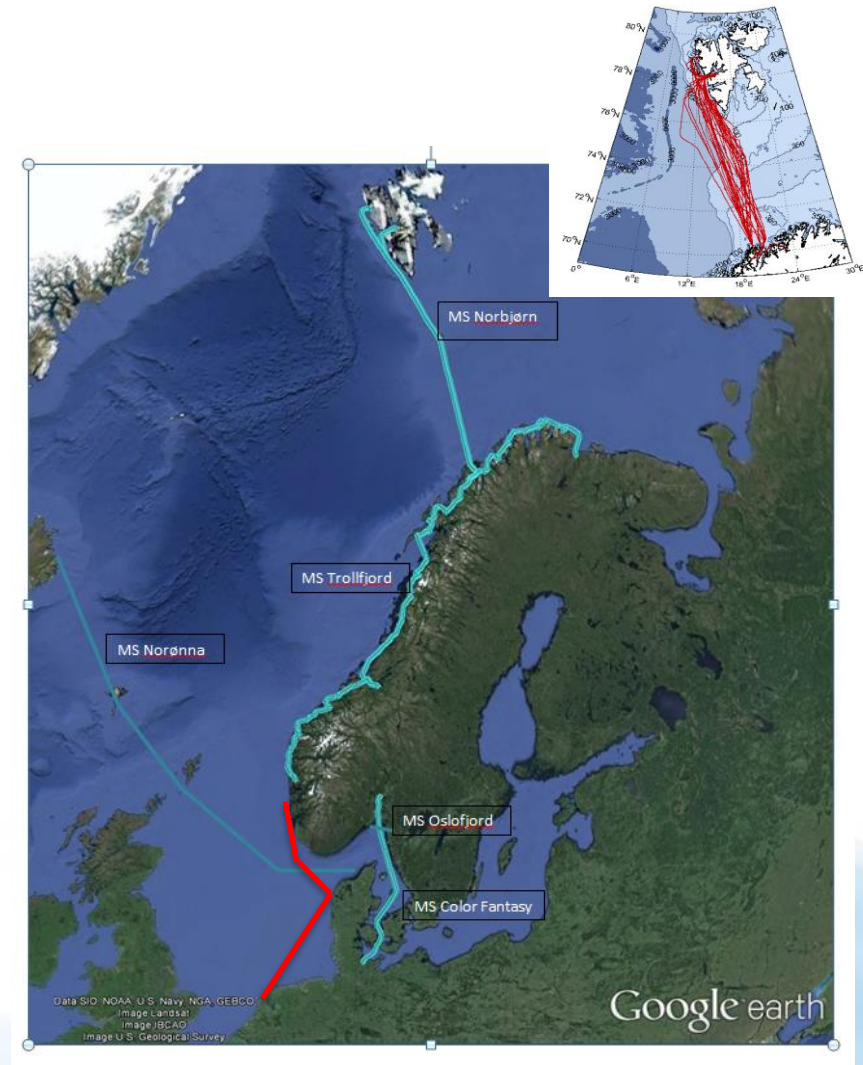 80°N
78°N
76°N
74°N
72°N
70°N
0°
6°E
12°E
18°E
24°E
30°E
MS Norbjørn
MS Trollfjord
MS Norønna
MS Oslofjord
MS Color Fantasy
Data SIO, NOAA, U.S. Navy, NGA, GEBCO
Image Landsat
Image IBCAO
Image U.S. Geological Survey
Google earth